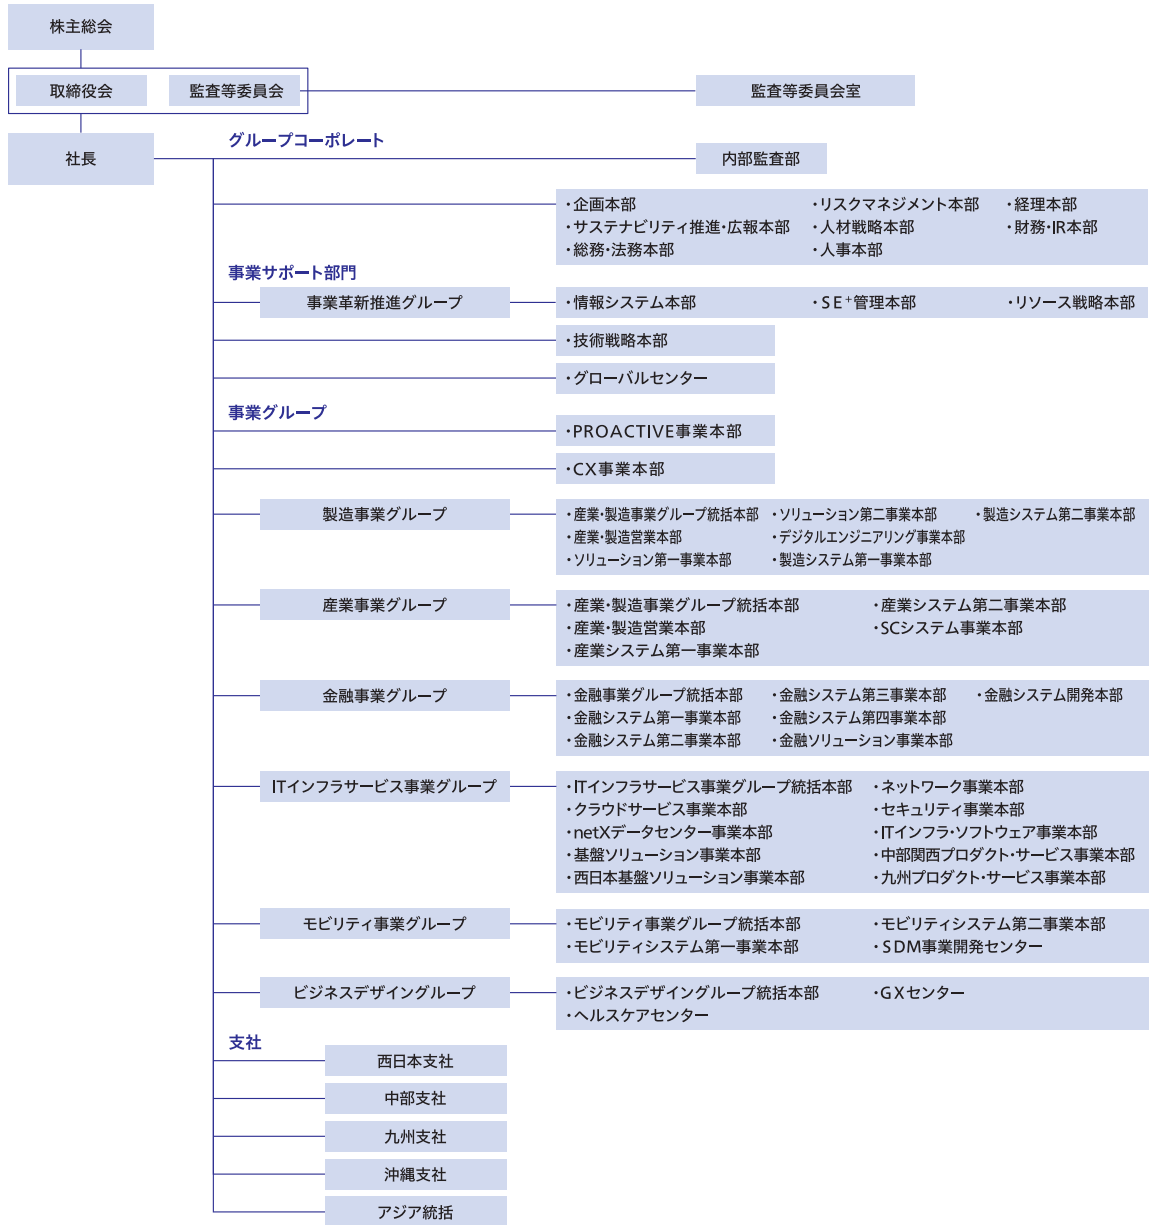 株主総会
取締役会 監査等委員会 監査等委員会室
グループコーポレート
社長 内部監査部
・企画本部 ・リスクマネジメント本部 ・経理本部
・サステナビリティ推進・広報本部 ・人材戦略本部 ・財務・IR本部
・総務・法務本部 ・人事本部
事業サポート部門
事業革新推進グループ ・情報システム本部 ・SE⁺管理本部 ・リソース戦略本部
・技術戦略本部
・グローバルセンター
事業グループ
・PROACTIVE事業本部
・CX事業本部
製造事業グループ ・産業・製造事業グループ統括本部 ・ソリューション第二事業本部 ・製造システム第二事業本部
・産業・製造営業本部 ・デジタルエンジニアリング事業本部
・ソリューション第一事業本部 ・製造システム第一事業本部
産業事業グループ ・産業・製造事業グループ統括本部 ・産業システム第二事業本部
・産業・製造営業本部 ・SCシステム事業本部
・産業システム第一事業本部
金融事業グループ ・金融事業グループ統括本部 ・金融システム第三事業本部 ・金融システム開発本部
・金融システム第一事業本部 ・金融システム第四事業本部
・金融システム第二事業本部 ・金融ソリューション事業本部
ITインフラサービス事業グループ ・ITインフラサービス事業グループ統括本部 ・ネットワーク事業本部
・クラウドサービス事業本部 ・セキュリティ事業本部
・netXデータセンター事業本部 ・ITインフラ・ソフトウェア事業本部
・基盤ソリューション事業本部 ・中部関西プロダクト・サービス事業本部
・西日本基盤ソリューション事業本部 ・九州プロダクト・サービス事業本部
モビリティ事業グループ ・モビリティ事業グループ統括本部 ・モビリティシステム第二事業本部
・モビリティシステム第一事業本部 ・SDM事業開発センター
ビジネスデザイングループ ・ビジネスデザイングループ統括本部 ・GXセンター
・ヘルスケアセンター
支社
西日本支社
中部支社
九州支社
沖縄支社
アジア統括